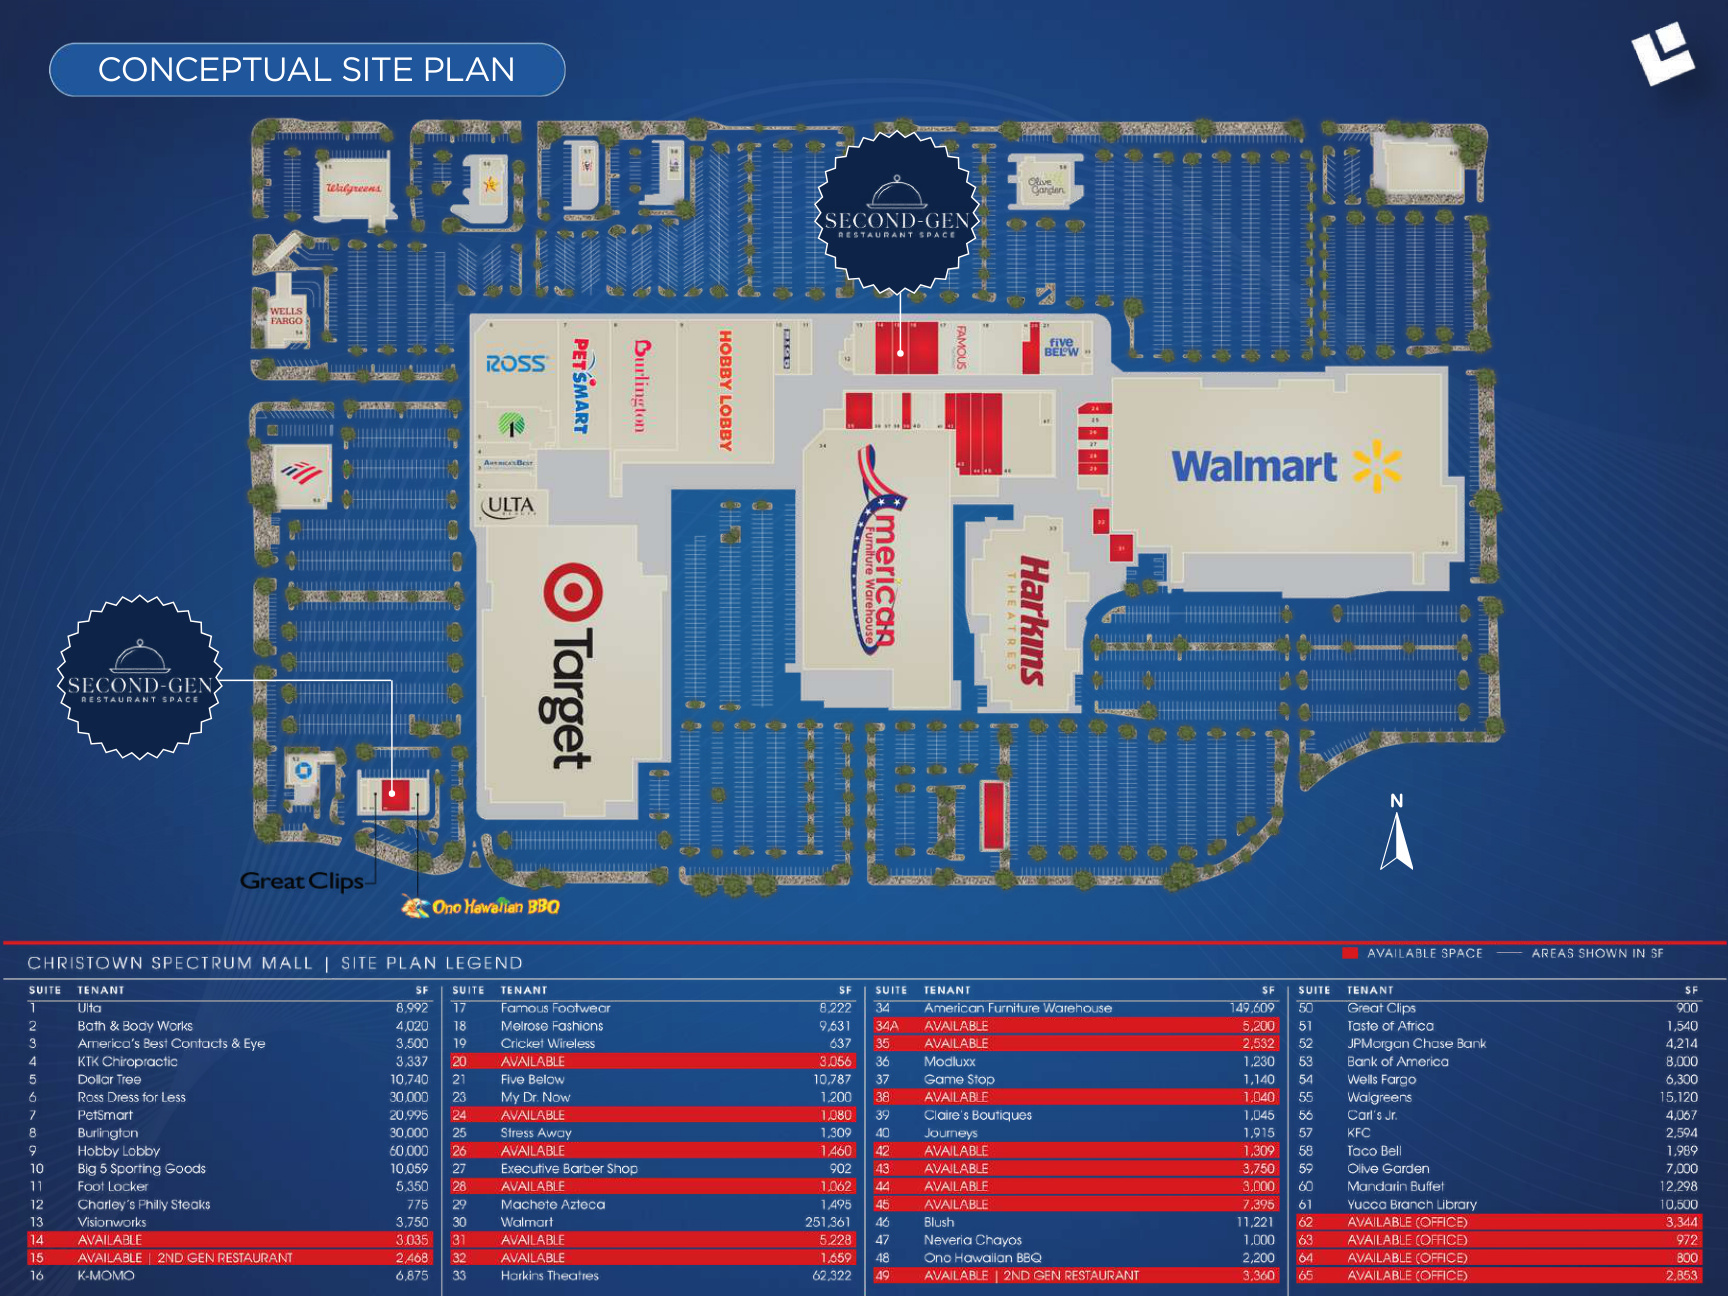 CONCEPTUAL SITE PLAN
Walgreens
SECOND-GEN
RESTAURANT SPACE
Olive
Garden
WELLS
FARGO
ROSS
PETSMART
Burlington
HOBBY LOBBY
BIG 5
FAMOUS
five
BELOW
AMERICA'S BEST
ULTA
BEAUTY
Walmart
American
Furniture Warehouse
Harkins
THEATRES
Target
SECOND-GEN
RESTAURANT SPACE
Great Clips
Ono Hawaiian BBQ
N
AVAILABLE SPACE
AREAS SHOWN IN SF
CHRISTOWN SPECTRUM MALL | SITE PLAN LEGEND
SUITE TENANT SF
1 Ulta 8,992
2 Bath & Body Works 4,020
3 America's Best Contacts & Eye 3,500
4 KTK Chiropractic 3,337
5 Dollar Tree 10,740
6 Ross Dress for Less 30,000
7 PetSmart 20,995
8 Burlington 30,000
9 Hobby Lobby 60,000
10 Big 5 Sporting Goods 10,059
11 Foot Locker 5,350
12 Charley's Philly Steaks 775
13 Visionworks 3,750
14 AVAILABLE 3,035
15 AVAILABLE | 2ND GEN RESTAURANT 2,468
16 K-MOMO 6,875
SUITE TENANT SF
17 Famous Footwear 8,222
18 Melrose Fashions 9,631
19 Cricket Wireless 637
20 AVAILABLE 3,056
21 Five Below 10,787
23 My Dr. Now 1,200
24 AVAILABLE 1,080
25 Stress Away 1,309
26 AVAILABLE 1,460
27 Executive Barber Shop 902
28 AVAILABLE 1,062
29 Machete Azteca 1,495
30 Walmart 251,361
31 AVAILABLE 5,228
32 AVAILABLE 1,659
33 Harkins Theatres 62,322
SUITE TENANT SF
34 American Furniture Warehouse 149,609
34A AVAILABLE 5,200
35 AVAILABLE 2,532
36 Modluxx 1,230
37 Game Stop 1,140
38 AVAILABLE 1,040
39 Claire's Boutiques 1,045
40 Journeys 1,915
42 AVAILABLE 1,309
43 AVAILABLE 3,750
44 AVAILABLE 3,000
45 AVAILABLE 7,395
46 Blush 11,221
47 Neveria Chayos 1,000
48 Ono Hawaiian BBQ 2,200
49 AVAILABLE | 2ND GEN RESTAURANT 3,360
SUITE TENANT SF
50 Great Clips 900
51 Taste of Africa 1,540
52 JPMorgan Chase Bank 4,214
53 Bank of America 8,000
54 Wells Fargo 6,300
55 Walgreens 15,120
56 Carl's Jr. 4,067
57 KFC 2,594
58 Taco Bell 1,989
59 Olive Garden 7,000
60 Mandarin Buffet 12,298
61 Yucca Branch Library 10,500
62 AVAILABLE (OFFICE) 3,344
63 AVAILABLE (OFFICE) 972
64 AVAILABLE (OFFICE) 800
65 AVAILABLE (OFFICE) 2,853